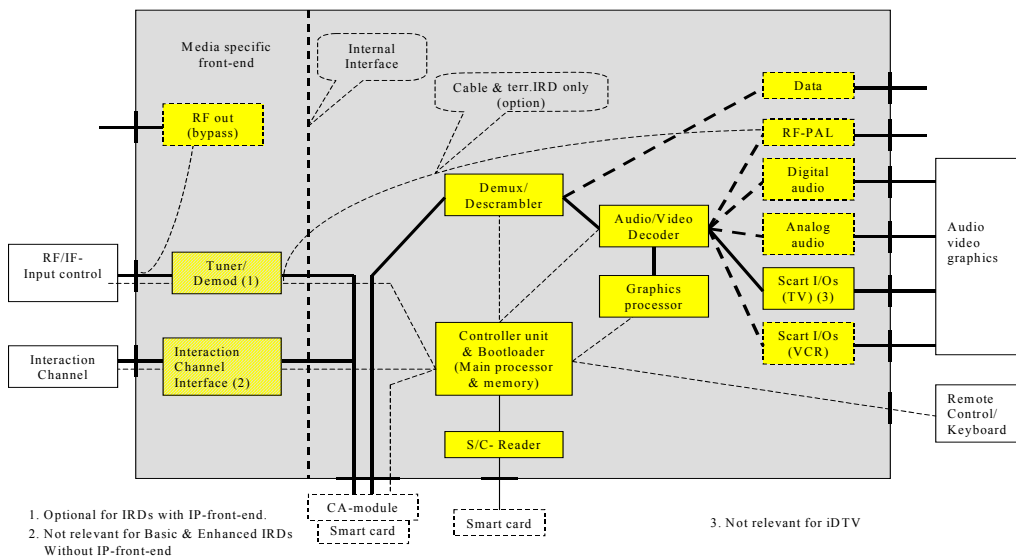 Media specific
front-end
Internal
Interface
Cable & terr.IRD only
(option)
Data
RF out
(bypass)
RF-PAL
Digital
audio
Demux/
Descrambler
Audio/Video
Decoder
Analog
audio
Audio
video
graphics
RF/IF-
Input control
Tuner/
Demod (1)
Graphics
processor
Scart I/Os
(TV) (3)
Controller unit
& Bootloader
(Main processor
& memory)
Scart I/Os
(VCR)
Interaction
Channel
Interaction
Channel
Interface (2)
Remote
Control/
Keyboard
S/C- Reader
CA-module
Smart card
Smart card
1. Optional for IRDs with IP-front-end.
2. Not relevant for Basic & Enhanced IRDs
Without IP-front-end
3. Not relevant for iDTV